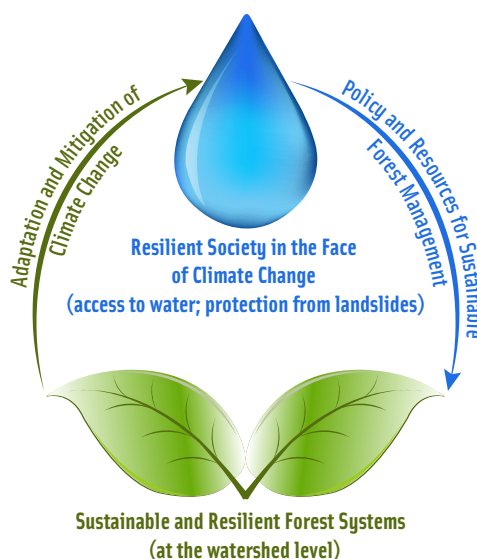 Adaptation and Mitigation of
Climate Change
Policy and Resources for Sustainable
Forest Management
Resilient Society in the Face
of Climate Change
(access to water; protection from landslides)
Sustainable and Resilient Forest Systems
(at the watershed level)